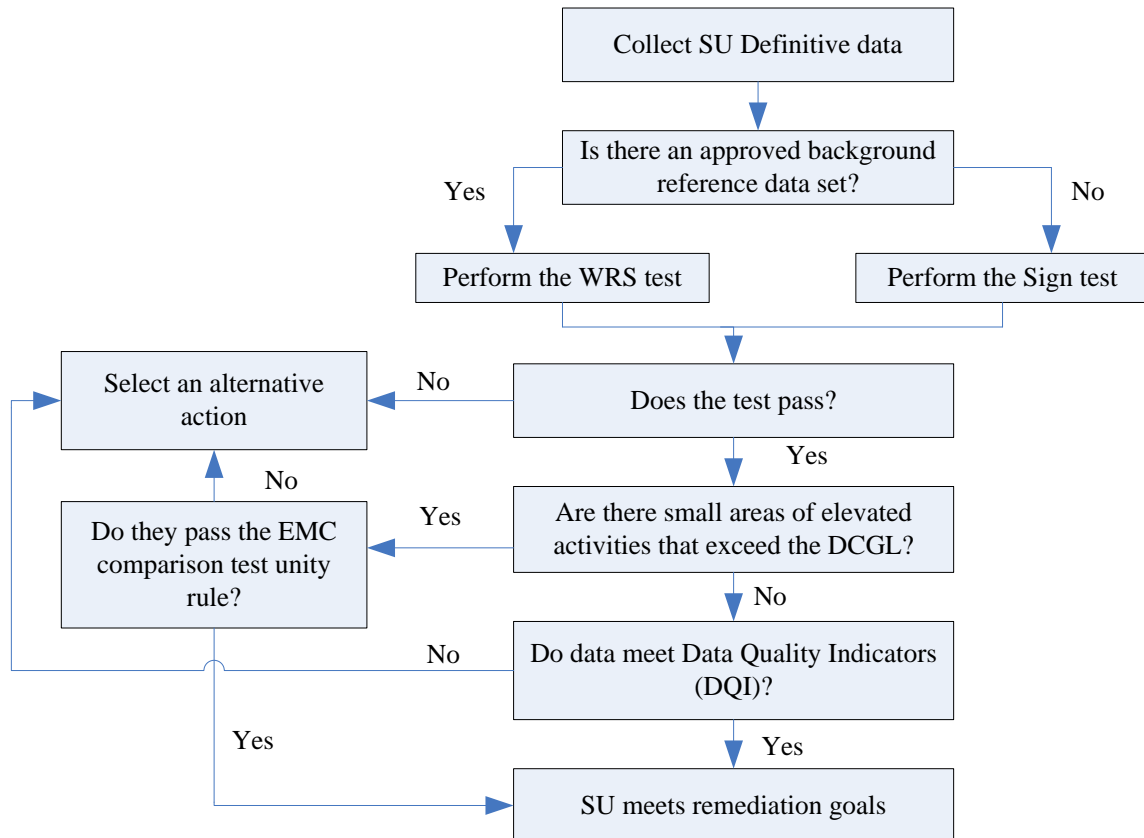 Collect SU Definitive data
Is there an approved background
reference data set?
Yes
No
Perform the WRS test
Perform the Sign test
Select an alternative
action
No
Does the test pass?
Yes
No
Do they pass the EMC
comparison test unity
rule?
Yes
Are there small areas of elevated
activities that exceed the DCGL?
No
No
Do data meet Data Quality Indicators
(DQI)?
Yes
Yes
SU meets remediation goals